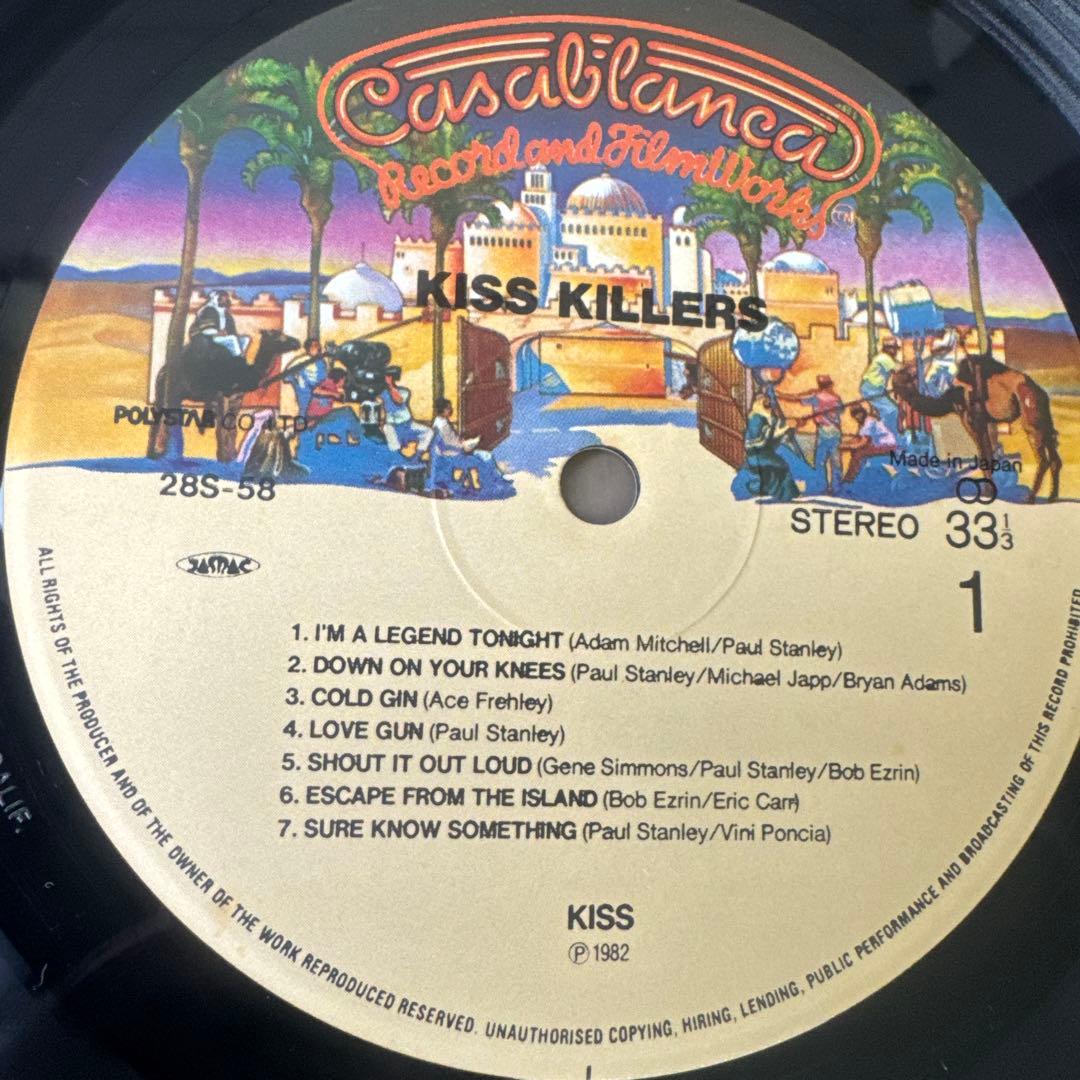 Casablanca
Record and FilmWorks
KISS KILLERS
POLYSTAR CO., LTD.
Made in Japan
28S-58
STEREO 33 1/3
JASRAC
1
1. I'M A LEGEND TONIGHT (Adam Mitchell/Paul Stanley)
2. DOWN ON YOUR KNEES (Paul Stanley/Michael Japp/Bryan Adams)
3. COLD GIN (Ace Frehley)
4. LOVE GUN (Paul Stanley)
5. SHOUT IT OUT LOUD (Gene Simmons/Paul Stanley/Bob Ezrin)
6. ESCAPE FROM THE ISLAND (Bob Ezrin/Eric Carr)
7. SURE KNOW SOMETHING (Paul Stanley/Vini Poncia)
KISS
Ⓟ 1982
ALL RIGHTS OF THE PRODUCER AND OF THE OWNER OF THE WORK REPRODUCED RESERVED. UNAUTHORISED COPYING, HIRING, LENDING, PUBLIC PERFORMANCE AND BROADCASTING OF THIS RECORD PROHIBITED
CALIF.